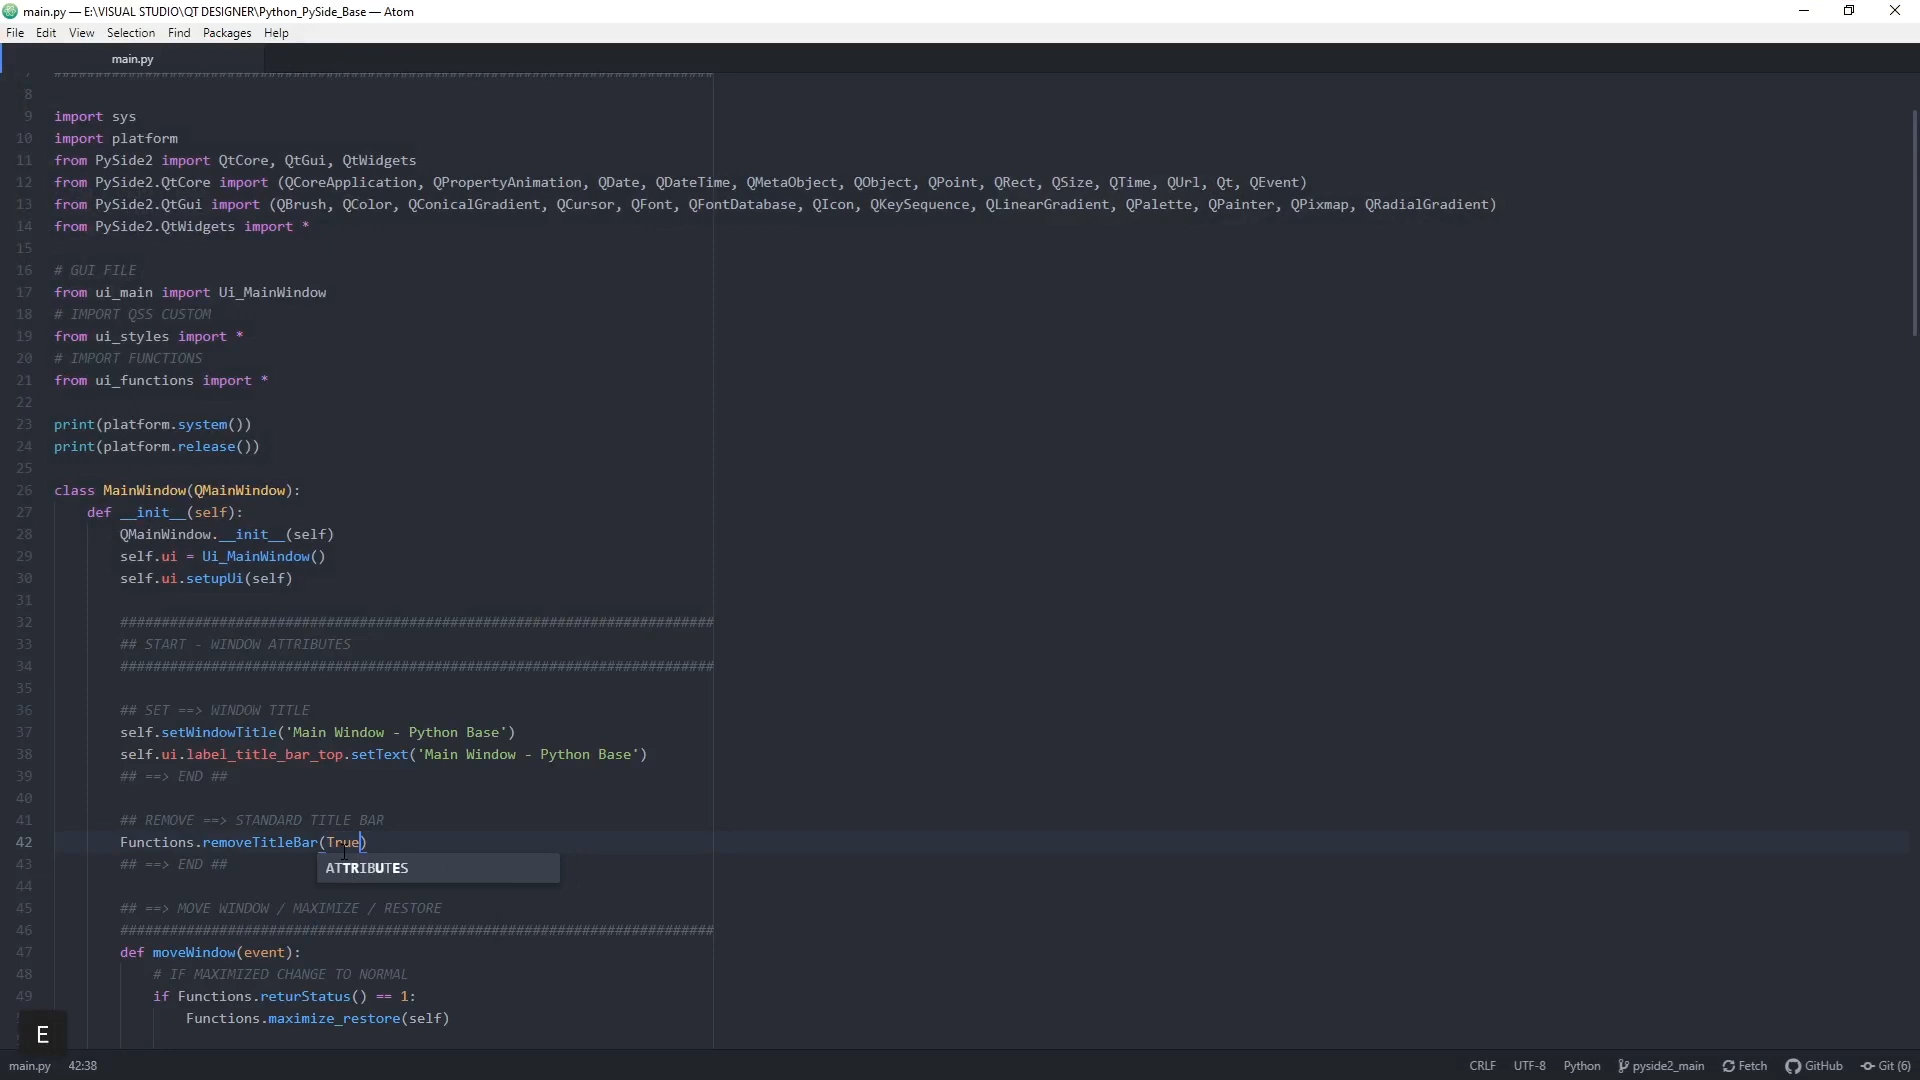 main.py — E:\VISUAL STUDIO\QT DESIGNER\Python_PySide_Base — Atom
File Edit View Selection Find Packages Help
main.py
8
9 import sys
10 import platform
11 from PySide2 import QtCore, QtGui, QtWidgets
12 from PySide2.QtCore import (QCoreApplication, QPropertyAnimation, QDate, QDateTime, QMetaObject, QObject, QPoint, QRect, QSize, QTime, QUrl, Qt, QEvent)
13 from PySide2.QtGui import (QBrush, QColor, QConicalGradient, QCursor, QFont, QFontDatabase, QIcon, QKeySequence, QLinearGradient, QPalette, QPainter, QPixmap, QRadialGradient)
14 from PySide2.QtWidgets import *
15
16 # GUI FILE
17 from ui_main import Ui_MainWindow
18 # IMPORT QSS CUSTOM
19 from ui_styles import *
20 # IMPORT FUNCTIONS
21 from ui_functions import *
22
23 print(platform.system())
24 print(platform.release())
25
26 class MainWindow(QMainWindow):
27 def __init__(self):
28 QMainWindow.__init__(self)
29 self.ui = Ui_MainWindow()
30 self.ui.setupUi(self)
31
32 ########################################################################
33 ## START - WINDOW ATTRIBUTES
34 ########################################################################
35
36 ## SET ==> WINDOW TITLE
37 self.setWindowTitle('Main Window - Python Base')
38 self.ui.label_title_bar_top.setText('Main Window - Python Base')
39 ## ==> END ##
40
41 ## REMOVE ==> STANDARD TITLE BAR
42 Functions.removeTitleBar(True)
43 ## ==> END ##
ATTRIBUTES
44
45 ## ==> MOVE WINDOW / MAXIMIZE / RESTORE
46 ########################################################################
47 def moveWindow(event):
48 # IF MAXIMIZED CHANGE TO NORMAL
49 if Functions.returStatus() == 1:
Functions.maximize_restore(self)
E
main.py 42:38 CRLF UTF-8 Python pyside2_main Fetch GitHub Git (6)